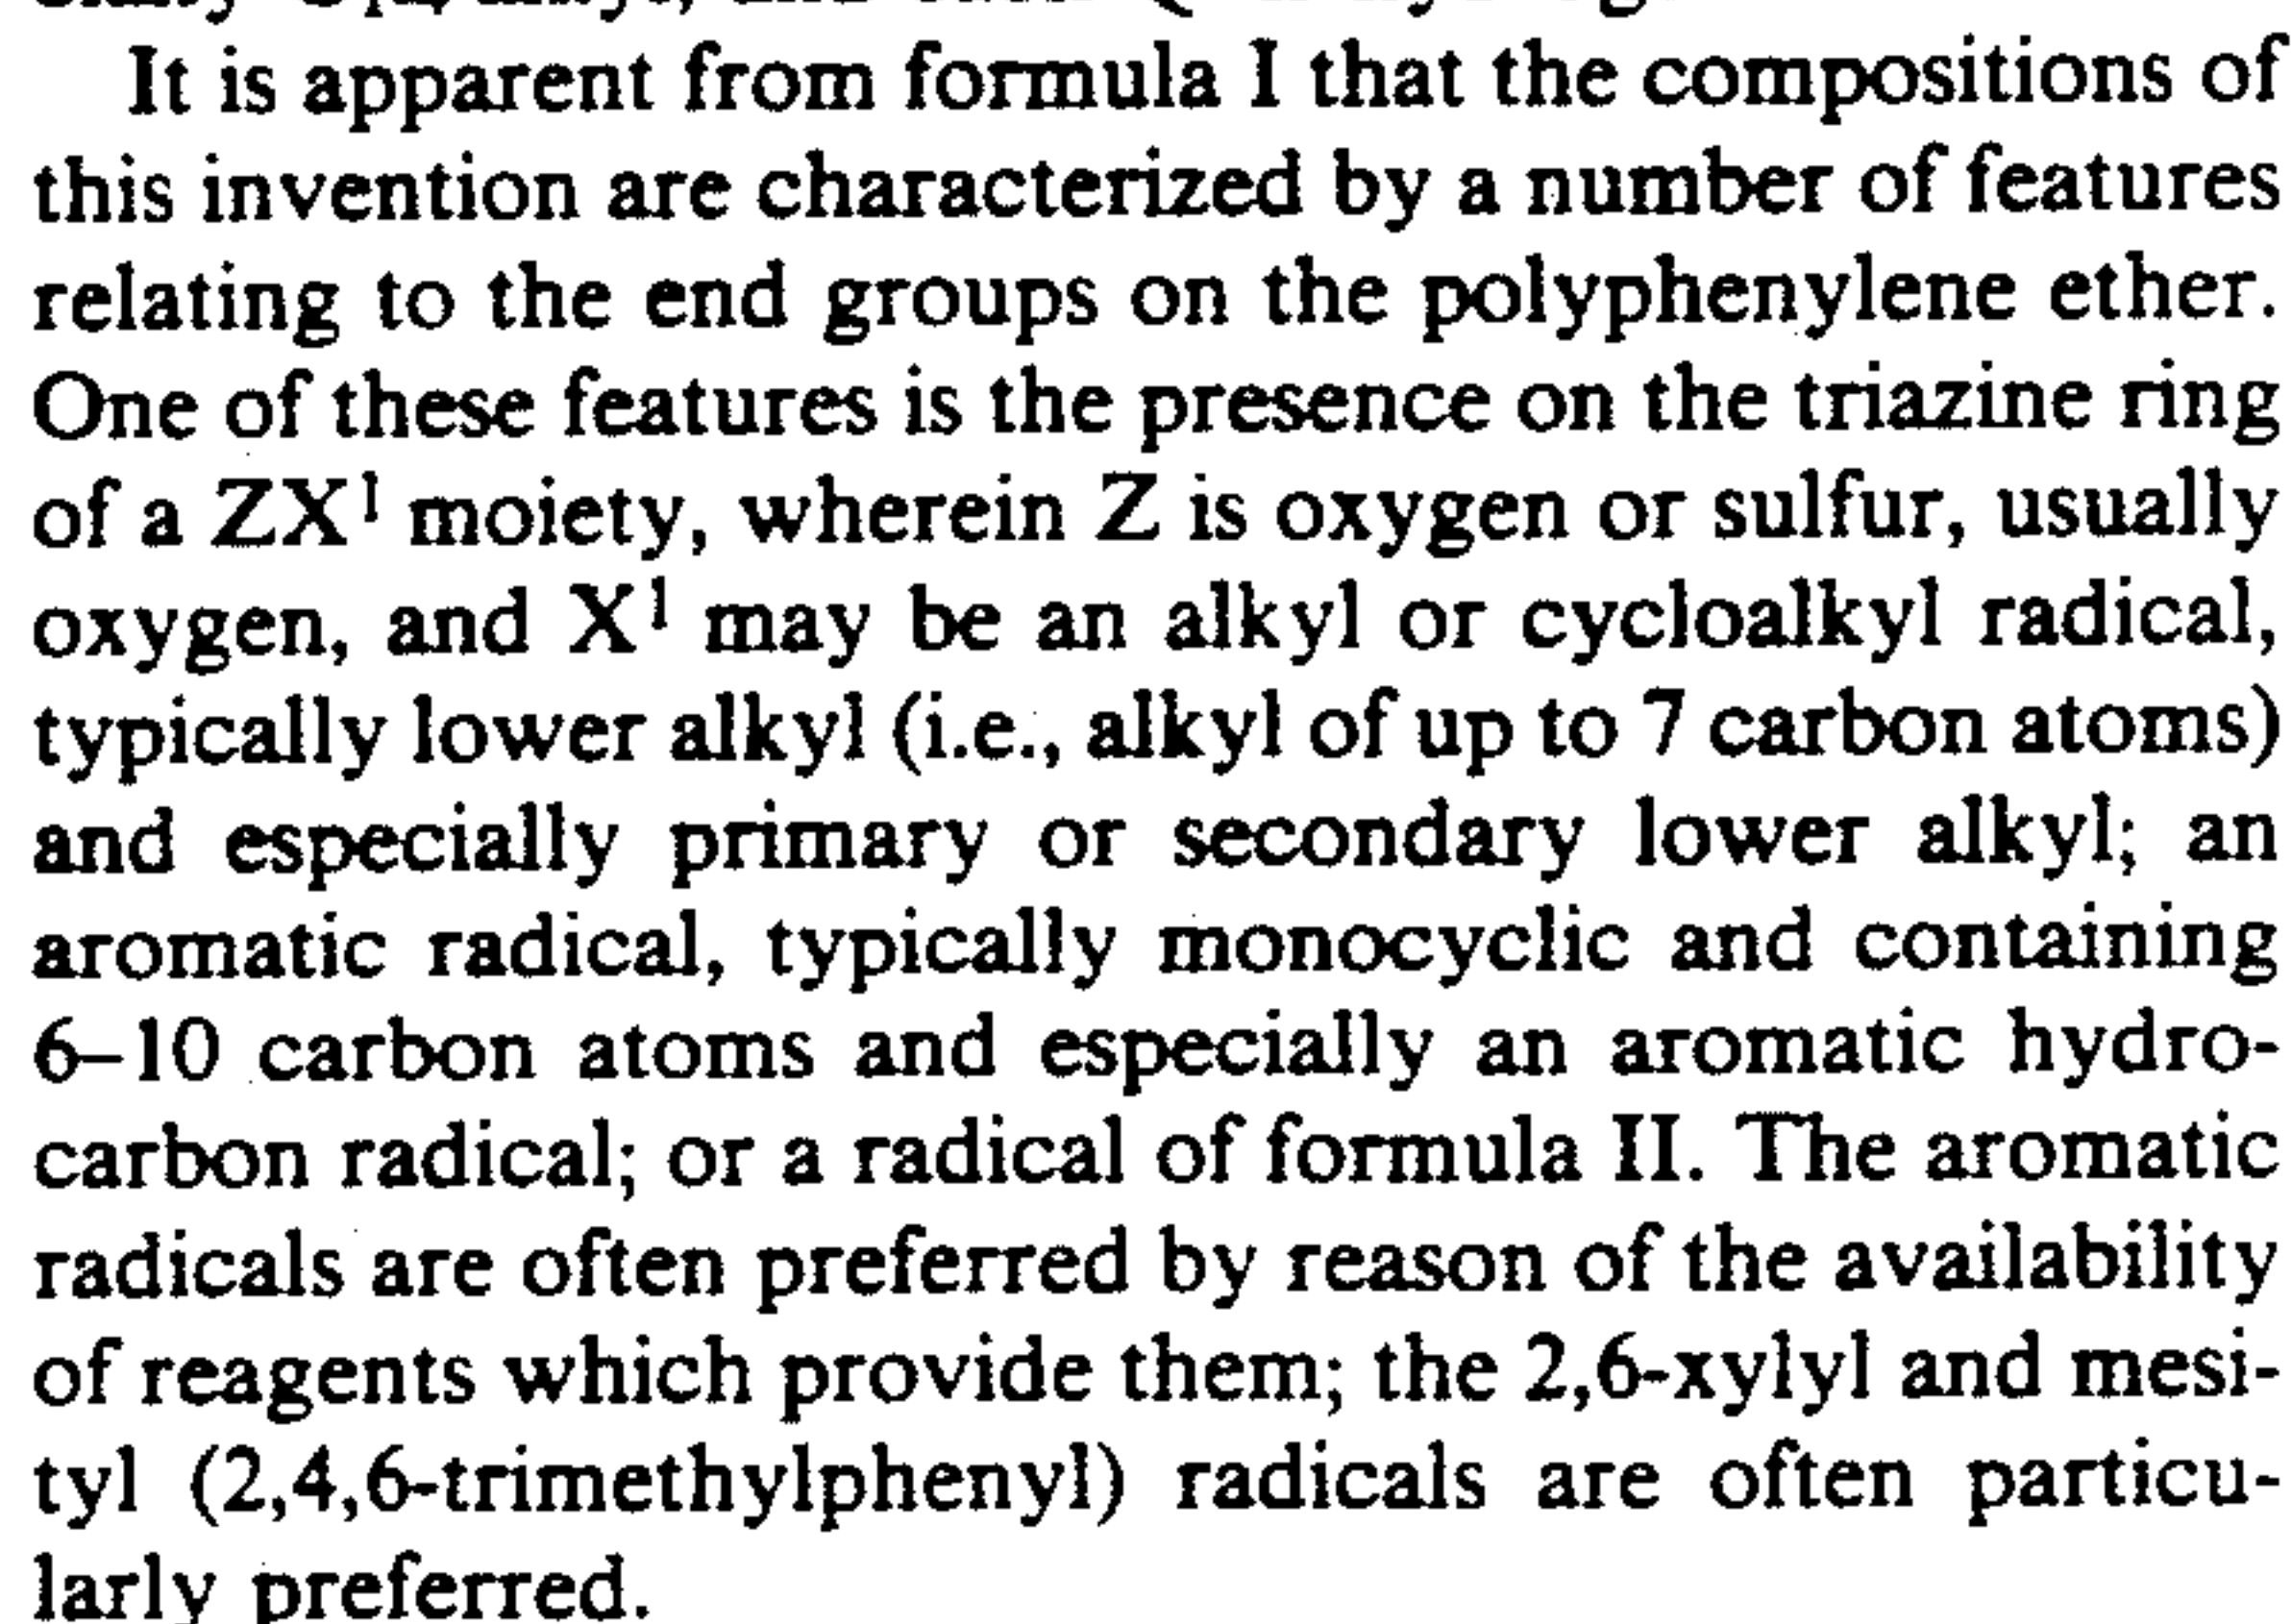 It is apparent from formula I that the compositions of
this invention are characterized by a number of features
relating to the end groups on the polyphenylene ether.
One of these features is the presence on the triazine ring
of a ZX¹ moiety, wherein Z is oxygen or sulfur, usually
oxygen, and X¹ may be an alkyl or cycloalkyl radical,
typically lower alkyl (i.e., alkyl of up to 7 carbon atoms)
and especially primary or secondary lower alkyl; an
aromatic radical, typically monocyclic and containing
6–10 carbon atoms and especially an aromatic hydro-
carbon radical; or a radical of formula II. The aromatic
radicals are often preferred by reason of the availability
of reagents which provide them; the 2,6-xylyl and mesi-
tyl (2,4,6-trimethylphenyl) radicals are often particu-
larly preferred.